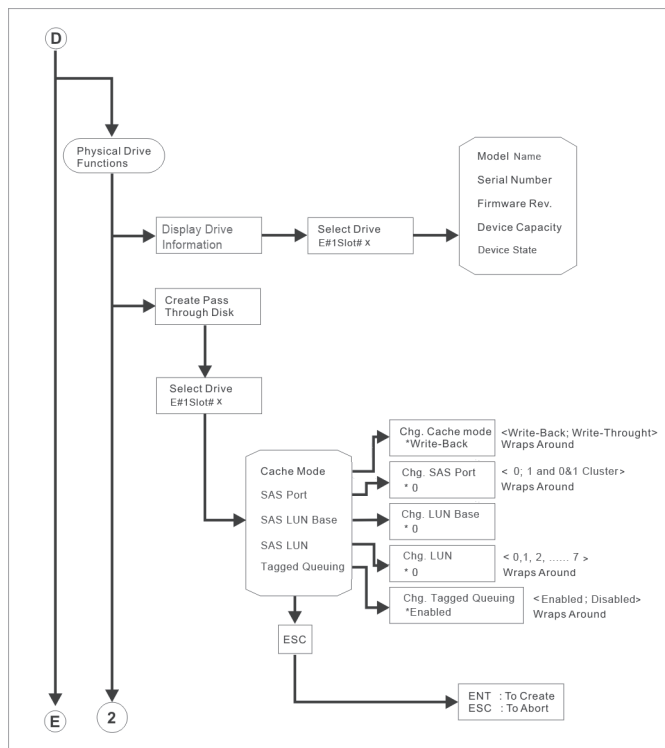 D
Physical Drive
Functions
Display Drive
Information
Select Drive
E#1Slot# x
Model Name
Serial Number
Firmware Rev.
Device Capacity
Device State
Create Pass
Through Disk
Select Drive
E#1Slot# x
Cache Mode
SAS Port
SAS LUN Base
SAS LUN
Tagged Queuing
Chg. Cache mode
*Write-Back
<Write-Back; Write-Throught>
Wraps Around
Chg. SAS Port
* 0
< 0; 1 and 0&1 Cluster>
Wraps Around
Chg. LUN Base
* 0
Chg. LUN
* 0
< 0,1, 2, ...... 7 >
Wraps Around
Chg. Tagged Queuing
*Enabled
<Enabled; Disabled>
Wraps Around
ESC
ENT : To Create
ESC : To Abort
E
2